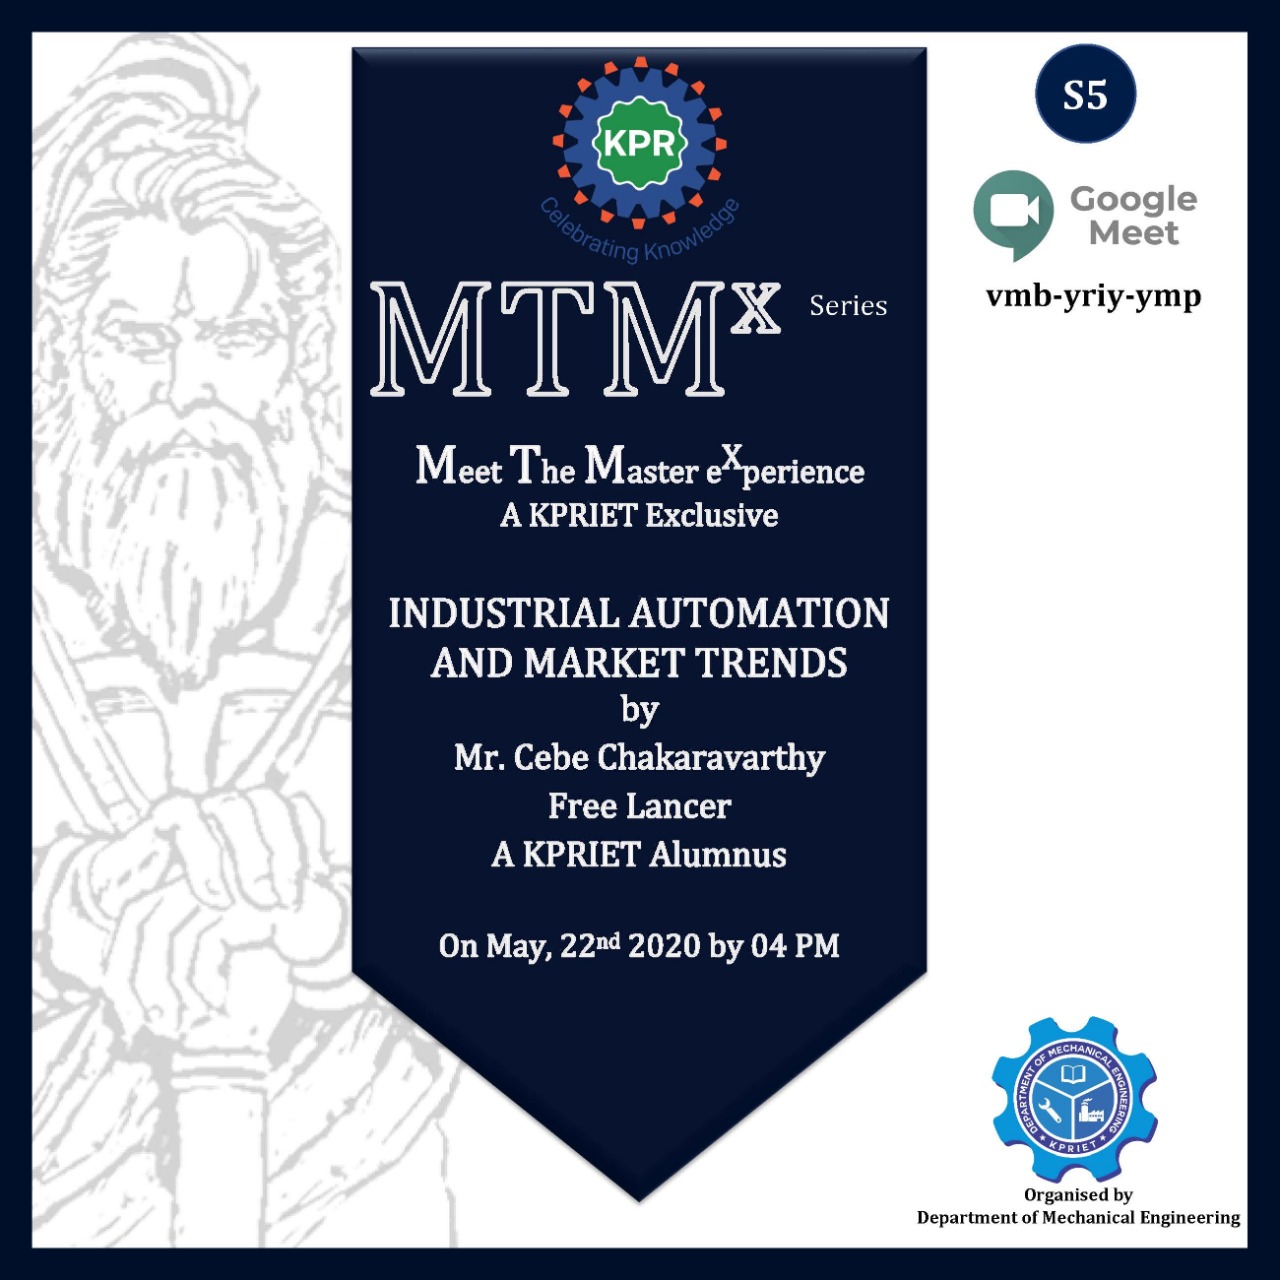 KPR
Celebrating Knowledge
MTMX Series
Meet The Master eXperience
A KPRIET Exclusive
INDUSTRIAL AUTOMATION
AND MARKET TRENDS
by
Mr. Cebe Chakaravarthy
Free Lancer
A KPRIET Alumnus
On May, 22nd 2020 by 04 PM
S5
Google
Meet
vmb-yriy-ymp
DEPARTMENT OF MECHANICAL ENGINEERING
KPRIET
Organised by
Department of Mechanical Engineering